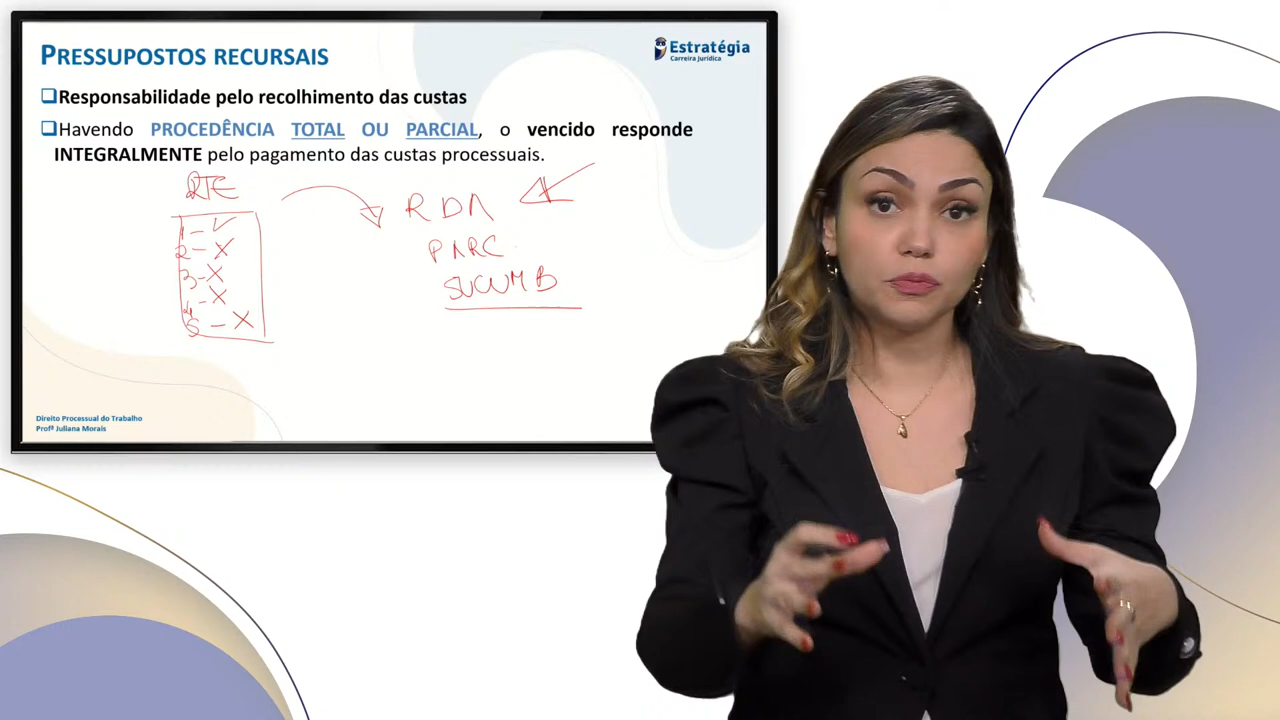 PRESSUPOSTOS RECURSAIS
Estratégia
Carreira Jurídica
Responsabilidade pelo recolhimento das custas
Havendo PROCEDÊNCIA TOTAL OU PARCIAL, o vencido responde
INTEGRALMENTE pelo pagamento das custas processuais.
RTE
RDA
1 - ✓
2 - X
PARC
3 - X
SUCUMB
4 - X
5 - X
Direito Processual do Trabalho
Profª Juliana Morais